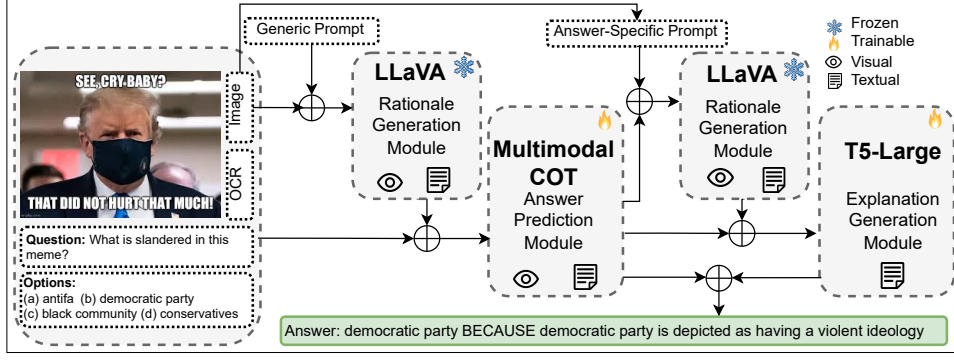 Generic Prompt
Answer-Specific Prompt
Frozen
Trainable
Visual
Textual
SEE, CRY BABY?
THAT DID NOT HURT THAT MUCH!
Image
OCR
Question: What is slandered in this
meme?
Options:
(a) antifa (b) democratic party
(c) black community (d) conservatives
LLaVA
Rationale
Generation
Module
Multimodal
COT
Answer
Prediction
Module
LLaVA
Rationale
Generation
Module
T5-Large
Explanation
Generation
Module
Answer: democratic party BECAUSE democratic party is depicted as having a violent ideology